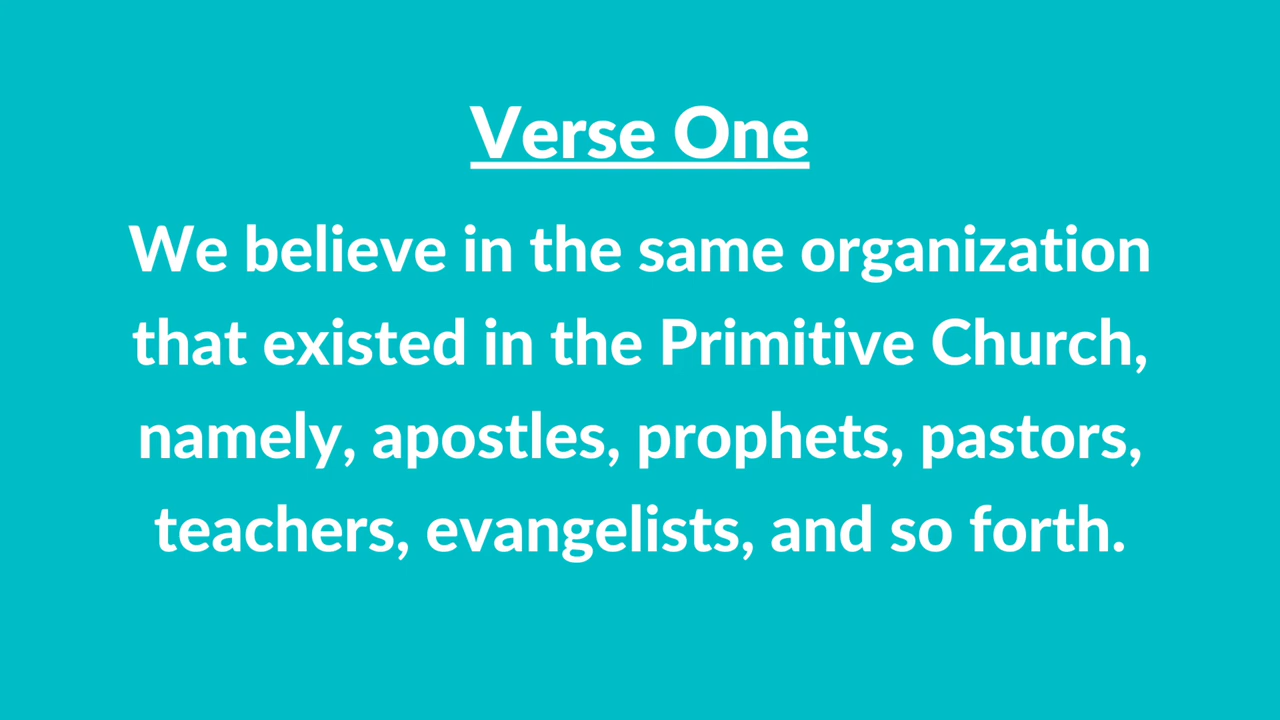 Verse One
We believe in the same organization
that existed in the Primitive Church,
namely, apostles, prophets, pastors,
teachers, evangelists, and so forth.